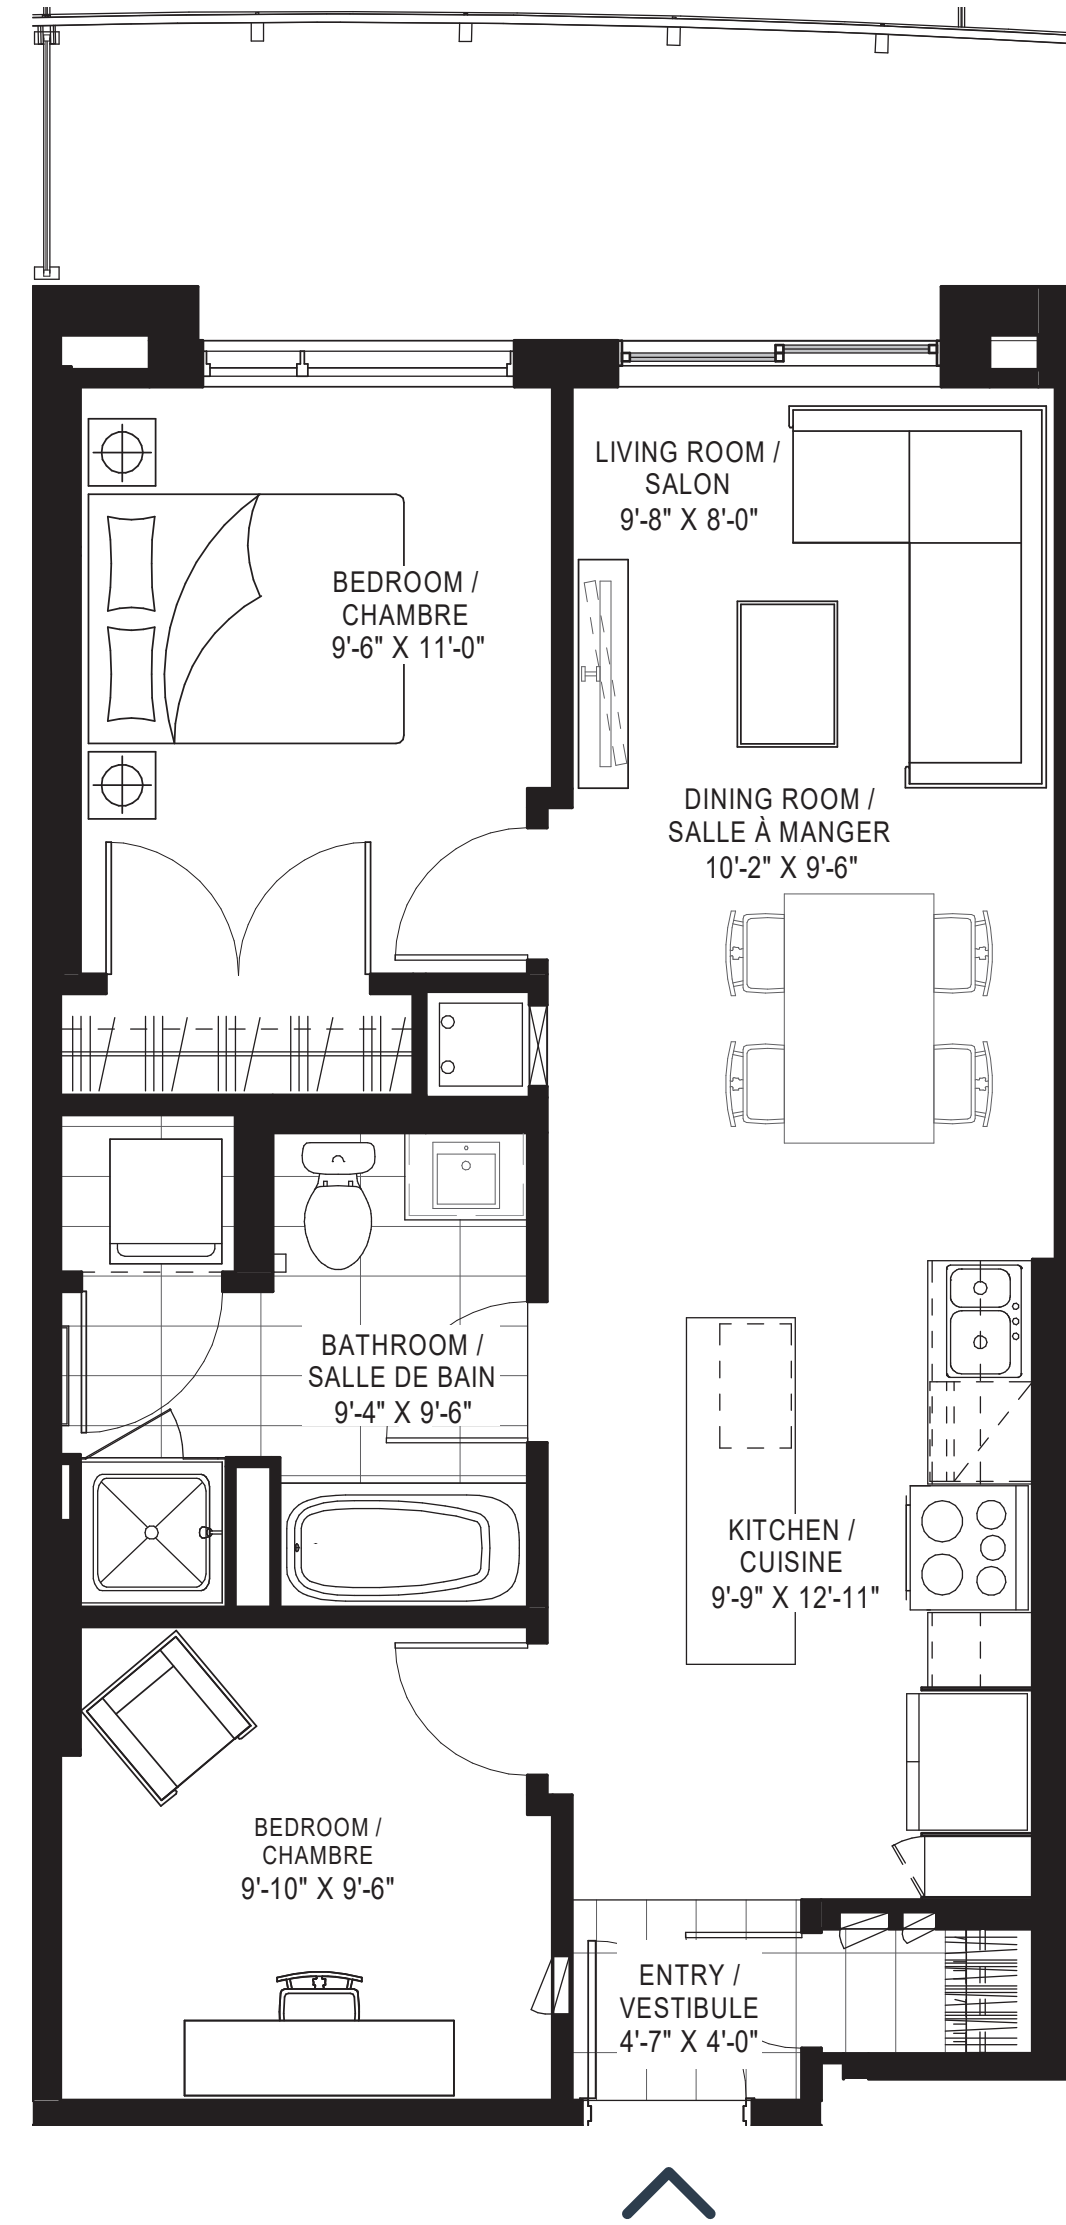 LIVING ROOM /
SALON
9'-8" X 8'-0"
BEDROOM /
CHAMBRE
9'-6" X 11'-0"
DINING ROOM /
SALLE À MANGER
10'-2" X 9'-6"
BATHROOM /
SALLE DE BAIN
9'-4" X 9'-6"
KITCHEN /
CUISINE
9'-9" X 12'-11"
BEDROOM /
CHAMBRE
9'-10" X 9'-6"
ENTRY /
VESTIBULE
4'-7" X 4'-0"